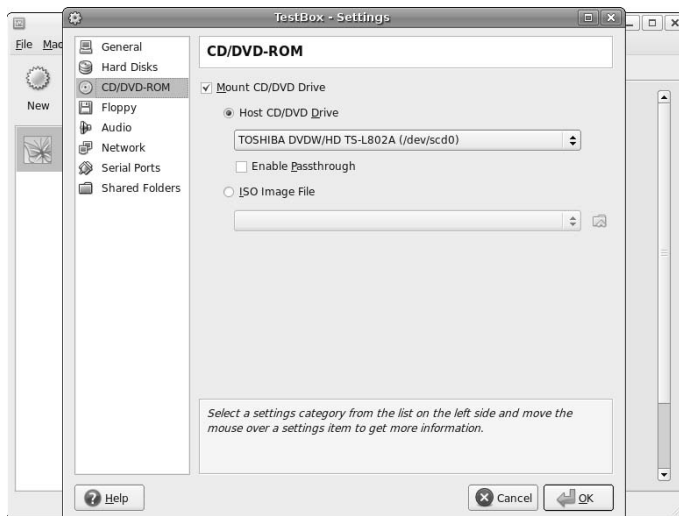 TestBox - Settings
File Mac
New
General
Hard Disks
CD/DVD-ROM
Floppy
Audio
Network
Serial Ports
Shared Folders
CD/DVD-ROM
Mount CD/DVD Drive
Host CD/DVD Drive
TOSHIBA DVDW/HD TS-L802A (/dev/scd0)
Enable Passthrough
ISO Image File
Select a settings category from the list on the left side and move the
mouse over a settings item to get more information.
Help
Cancel
OK